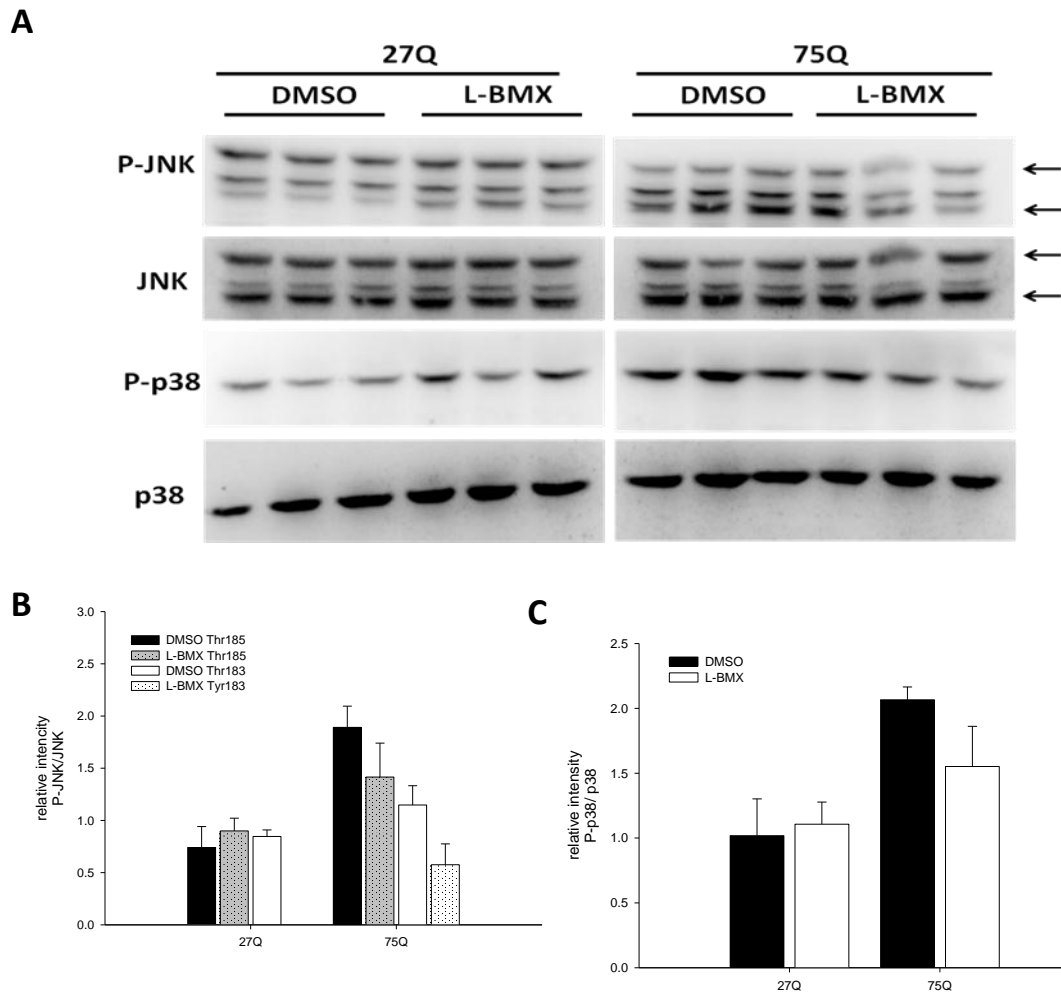 A
27Q 75Q
DMSO L-BMX DMSO L-BMX
P-JNK
JNK
P-p38
p38
B
relative intencity
P-JNK/JNK
3.0
2.5
2.0
1.5
1.0
0.5
0.0
DMSO Thr185
L-BMX Thr185
DMSO Thr183
L-BMX Tyr183
27Q 75Q
C
relative intensity
P-p38/ p38
2.5
2.0
1.5
1.0
0.5
0.0
DMSO
L-BMX
27Q 75Q